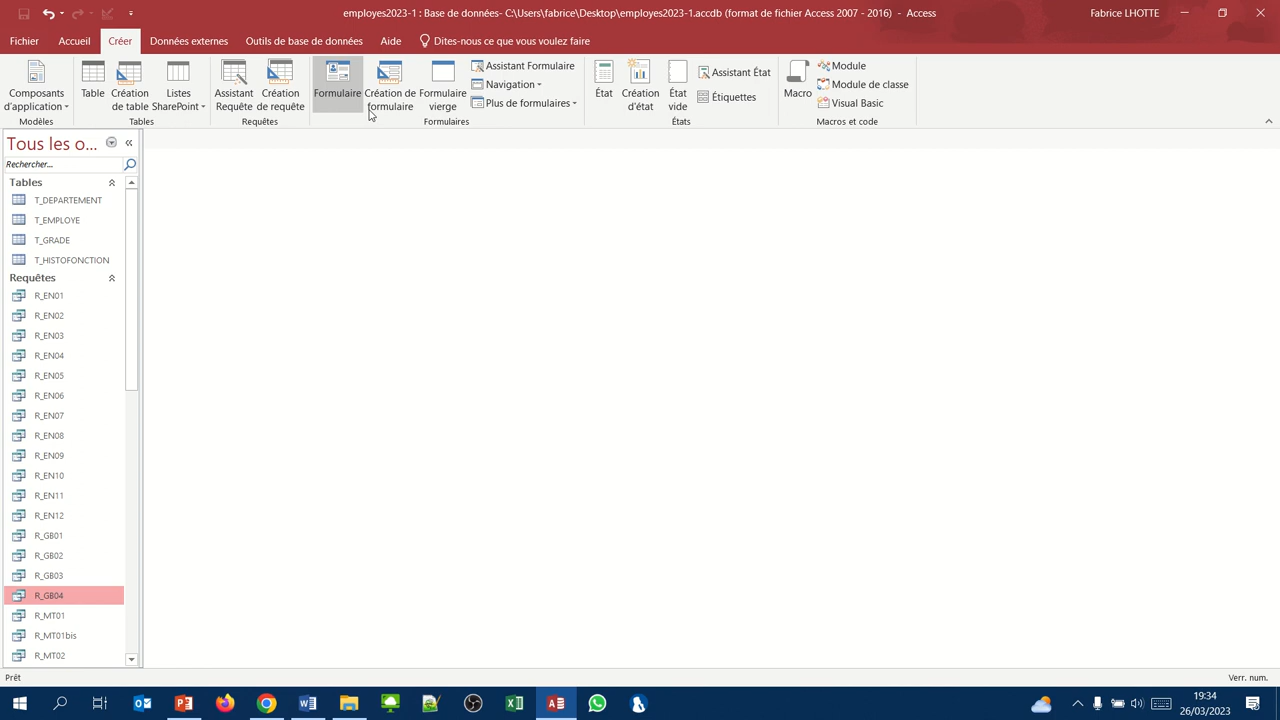 employes2023-1 : Base de données- C:\Users\fabrice\Desktop\employes2023-1.accdb (format de fichier Access 2007 - 2016) - Access
Fabrice LHOTTE
Fichier
Accueil
Créer
Données externes
Outils de base de données
Aide
Dites-nous ce que vous voulez faire
Composants
d'application
Modèles
Table
Création
de table
Listes
SharePoint
Tables
Assistant
Requête
Création
de requête
Requêtes
Formulaire
Création de
formulaire
Formulaire
vierge
Assistant Formulaire
Navigation
Plus de formulaires
Formulaires
État
Création
d'état
État
vide
Assistant État
Étiquettes
États
Macro
Module
Module de classe
Visual Basic
Macros et code
Tous les o...
Rechercher...
Tables
T_DEPARTEMENT
T_EMPLOYE
T_GRADE
T_HISTOFONCTION
Requêtes
R_EN01
R_EN02
R_EN03
R_EN04
R_EN05
R_EN06
R_EN07
R_EN08
R_EN09
R_EN10
R_EN11
R_EN12
R_GB01
R_GB02
R_GB03
R_GB04
R_MT01
R_MT01bis
R_MT02
Prêt
Verr. num.
19:34
26/03/2023